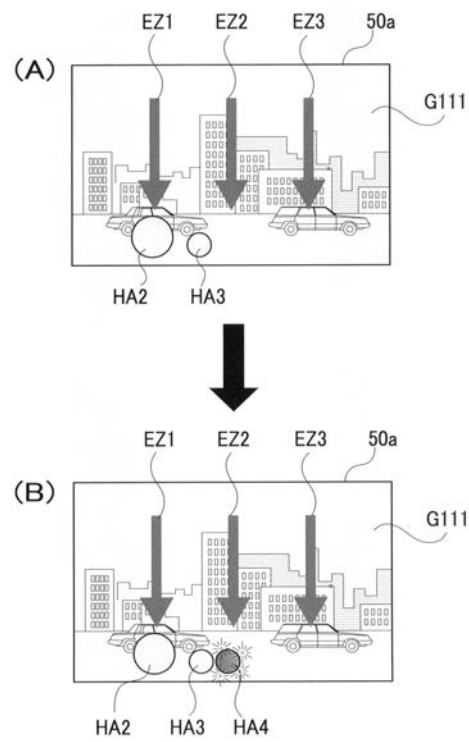 EZ1 EZ2 EZ3 50a
(A)
G111
HA2 HA3
EZ1 EZ2 EZ3 50a
(B)
G111
HA2 HA3 HA4